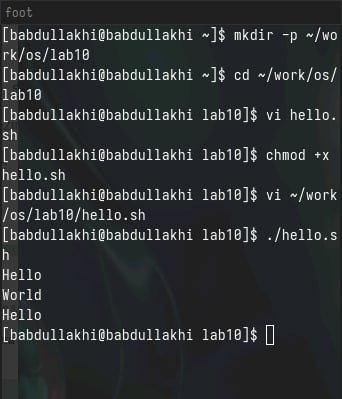 foot
[babdullakhi@babdullakhi ~]$ mkdir -p ~/wo
rk/os/lab10
[babdullakhi@babdullakhi ~]$ cd ~/work/os/
lab10
[babdullakhi@babdullakhi lab10]$ vi hello.
sh
[babdullakhi@babdullakhi lab10]$ chmod +x 
hello.sh
[babdullakhi@babdullakhi lab10]$ vi ~/work
/os/lab10/hello.sh
[babdullakhi@babdullakhi lab10]$ ./hello.s
h
Hello
World
Hello
[babdullakhi@babdullakhi lab10]$